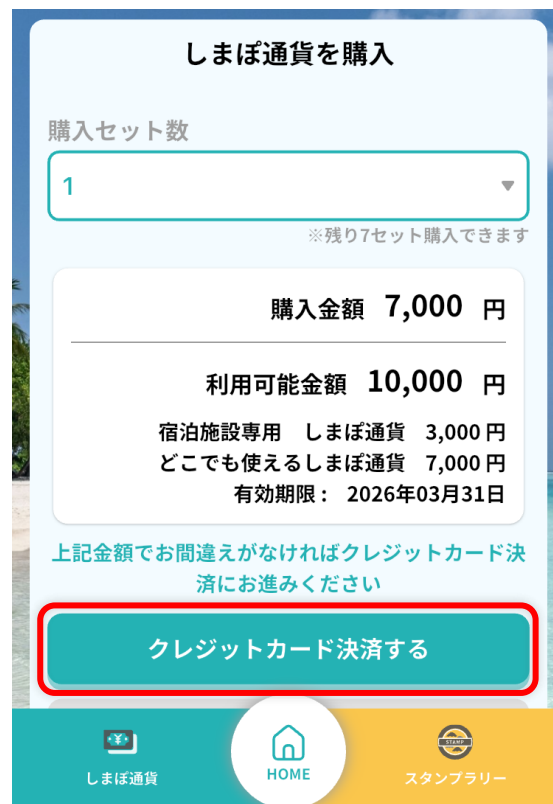 しまぽ通貨を購入
購入セット数
1
※残り7セット購入できます
購入金額 7,000 円
利用可能金額 10,000 円
宿泊施設専用 しまぽ通貨 3,000 円
どこでも使えるしまぽ通貨 7,000 円
有効期限： 2026年03月31日
上記金額でお間違えがなければクレジットカード決
済にお進みください
クレジットカード決済する
¥
STAMP
しまぽ通貨
HOME
スタンプラリー